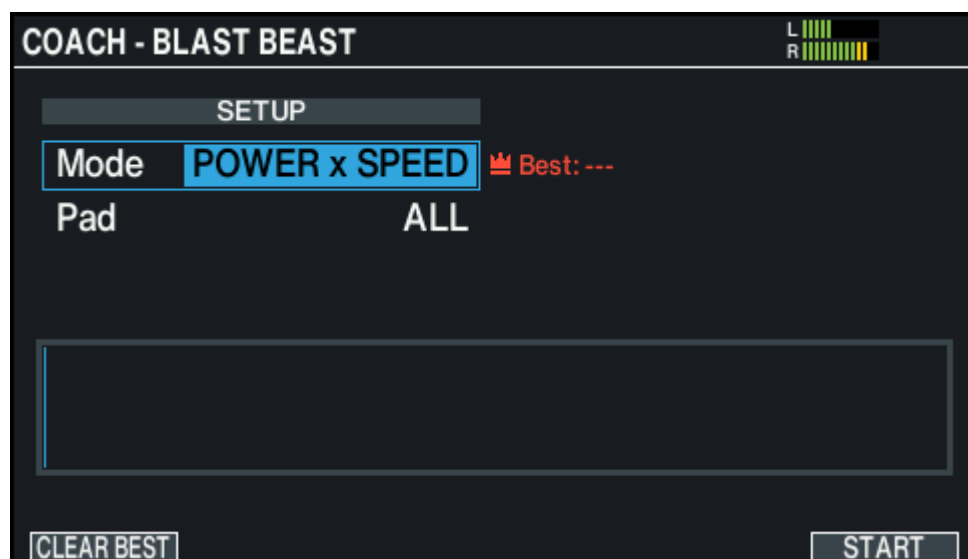 COACH - BLAST BEAST
L
R
SETUP
Mode POWER x SPEED Best: ---
Pad ALL
CLEAR BEST START